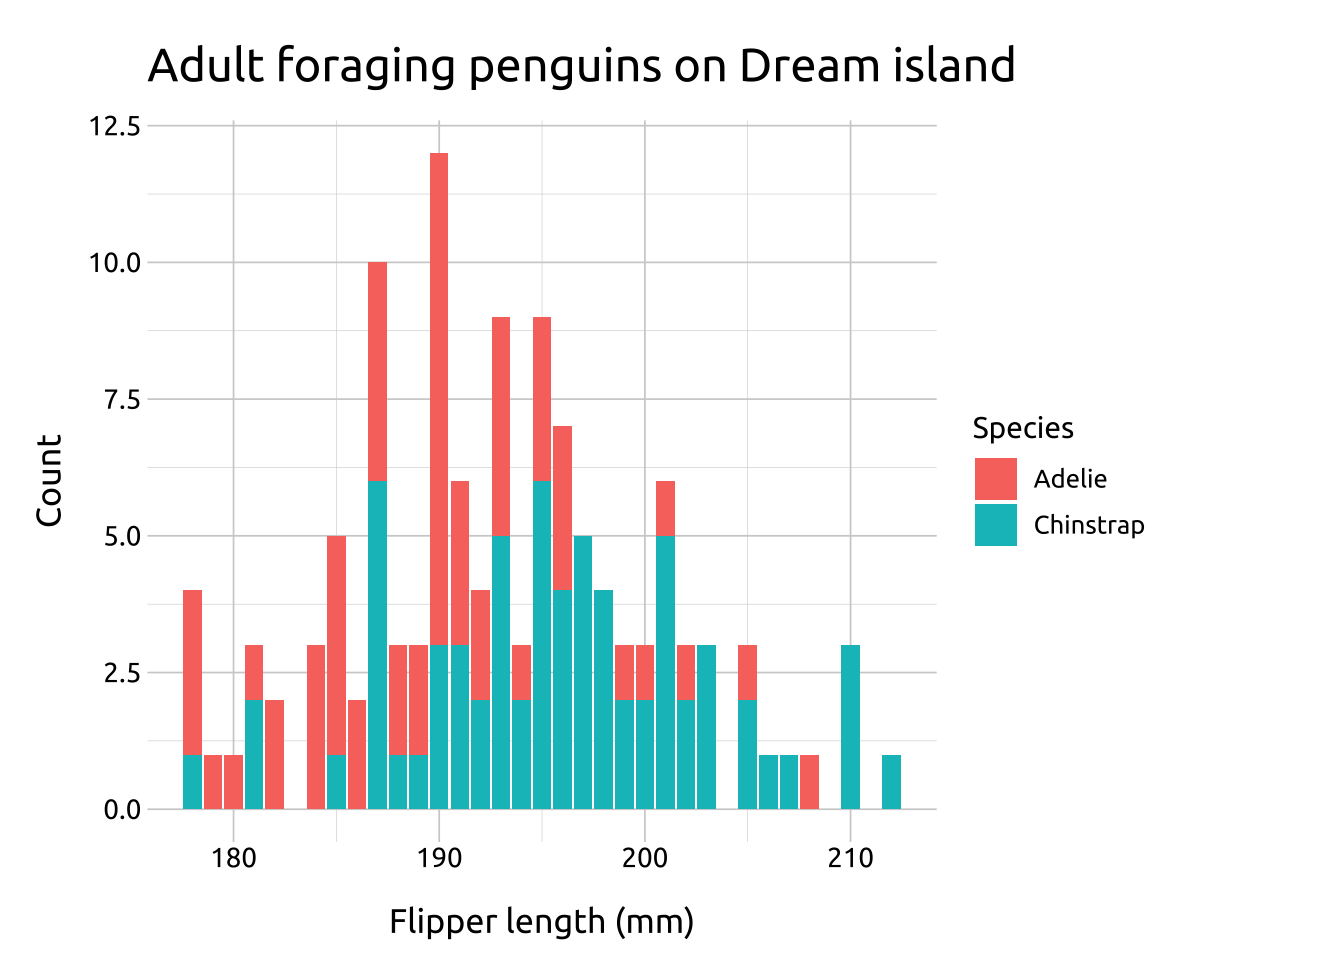 Adult foraging penguins on Dream island
12.5
10.0
7.5
5.0
2.5
0.0
Count
180 190 200 210
Flipper length (mm)
Species
Adelie
Chinstrap